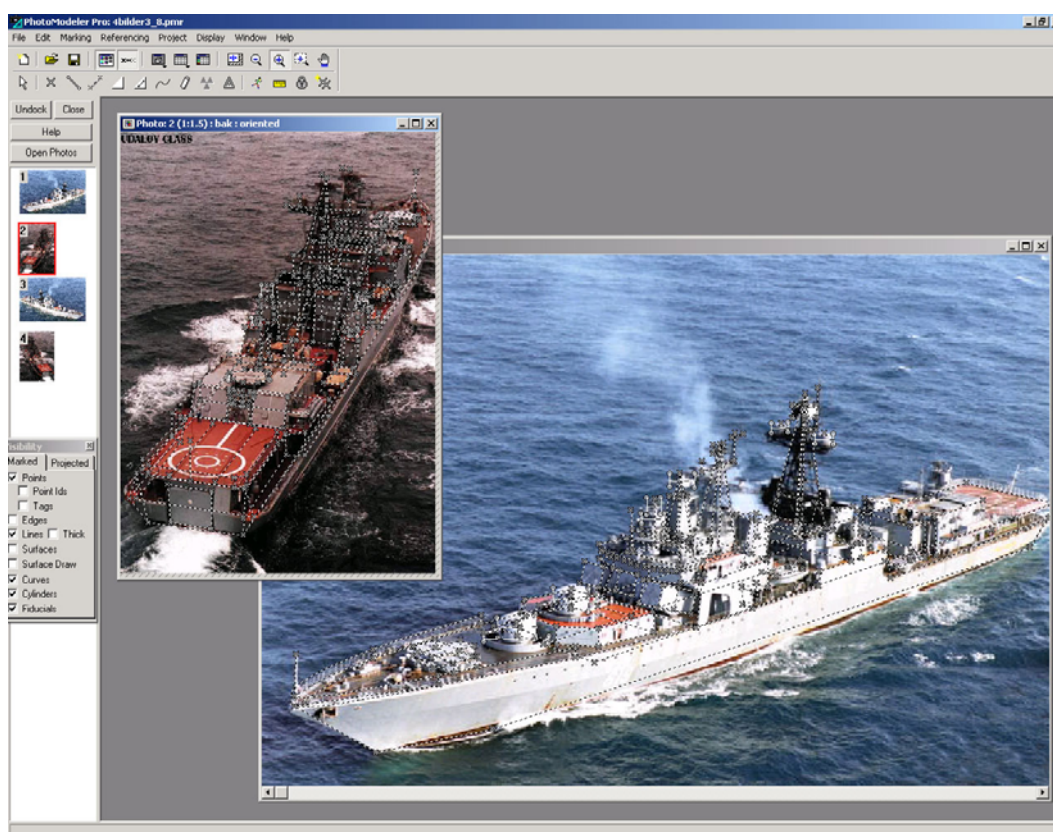 PhotoModeler Pro: 4bilder3_8.pmr
File Edit Marking Referencing Project Display Window Help
Undock Close
Help
Open Photos
1
2
3
4
Photo: 2 (1:1.5) : bak : oriented
UDALOY CLASS
isibility
Marked Projected
Points
Point Ids
Tags
Edges
Lines Thick
Surfaces
Surface Draw
Curves
Cylinders
Fiducials